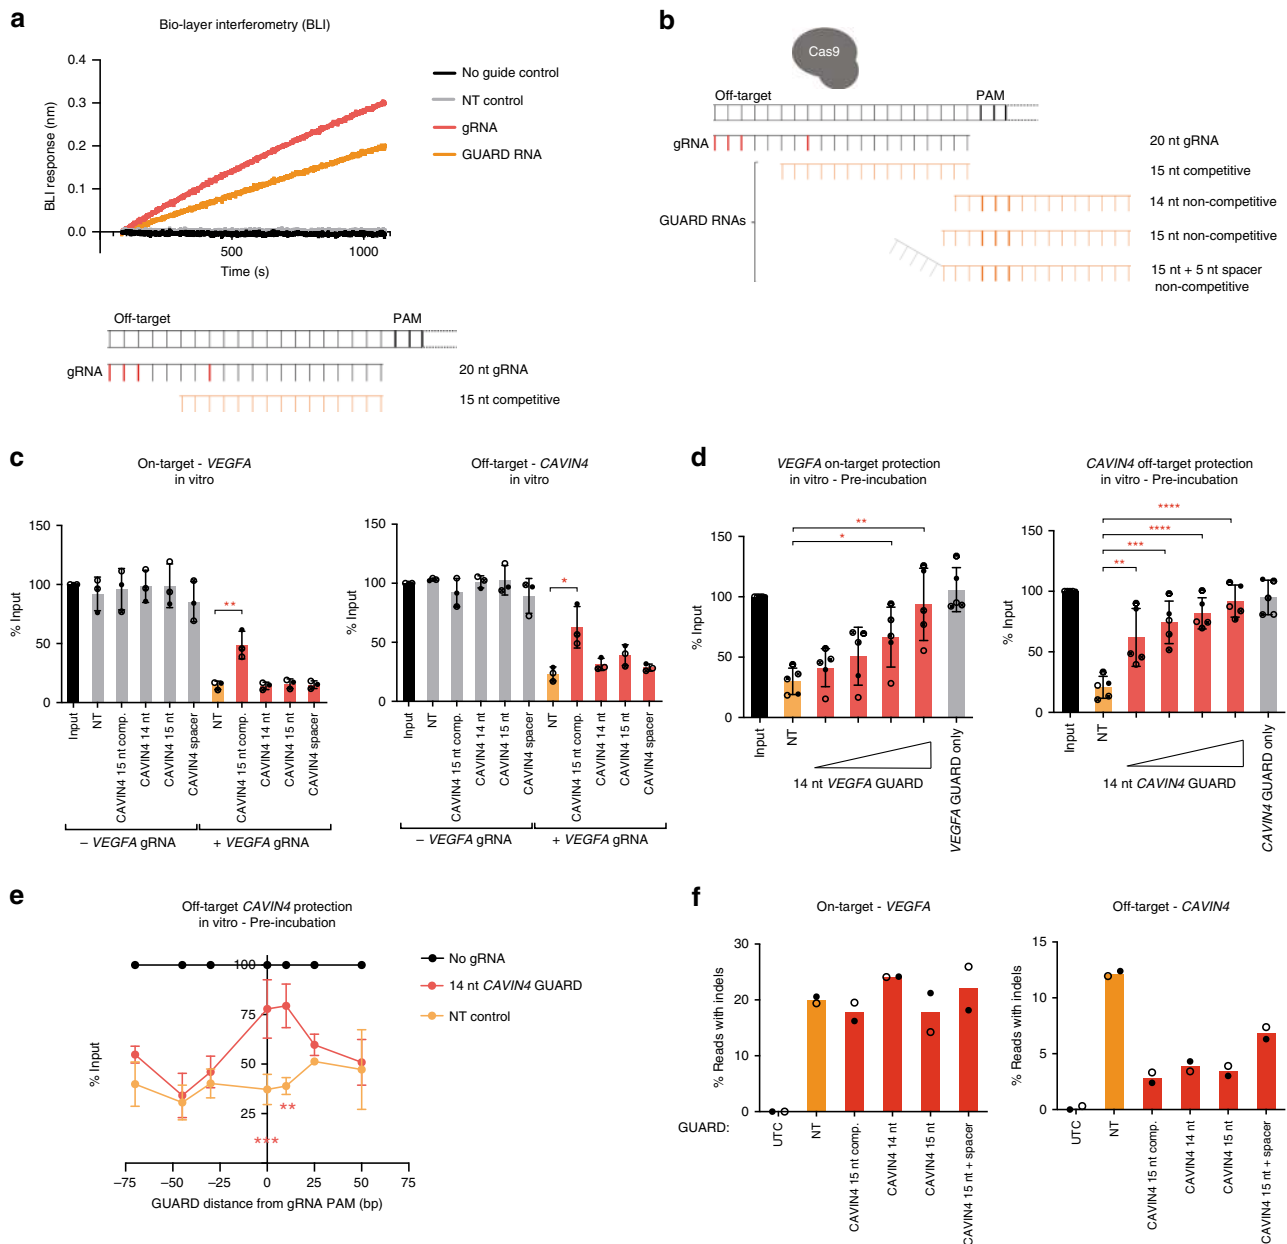 a
Bio-layer interferometry (BLI)
0.4
0.3
0.2
0.1
0.0
BLI response (nm)
500
1000
Time (s)
No guide control
NT control
gRNA
GUARD RNA
Off-target
PAM
gRNA
20 nt gRNA
15 nt competitive
b
Cas9
Off-target
PAM
gRNA
20 nt gRNA
15 nt competitive
GUARD RNAs
14 nt non-competitive
15 nt non-competitive
15 nt + 5 nt spacer
non-competitive
c
On-target - VEGFA
in vitro
150
100
50
0
% Input
**
Input
NT
CAVIN4 15 nt comp.
CAVIN4 14 nt
CAVIN4 15 nt
CAVIN4 spacer
NT
CAVIN4 15 nt comp.
CAVIN4 14 nt
CAVIN4 15 nt
CAVIN4 spacer
– VEGFA gRNA
+ VEGFA gRNA
Off-target - CAVIN4
in vitro
150
100
50
0
% Input
*
Input
NT
CAVIN4 15 nt comp.
CAVIN4 14 nt
CAVIN4 15 nt
CAVIN4 spacer
NT
CAVIN4 15 nt comp.
CAVIN4 14 nt
CAVIN4 15 nt
CAVIN4 spacer
– VEGFA gRNA
+ VEGFA gRNA
d
VEGFA on-target protection
in vitro - Pre-incubation
150
100
50
0
% Input
**
*
Input
NT
14 nt VEGFA GUARD
VEGFA GUARD only
CAVIN4 off-target protection
in vitro - Pre-incubation
150
100
50
0
% Input
****
****
***
**
Input
NT
14 nt CAVIN4 GUARD
CAVIN4 GUARD only
e
Off-target CAVIN4 protection
in vitro - Pre-incubation
100
75
50
25
% Input
**
***
–75
–50
–25
0
25
50
75
GUARD distance from gRNA PAM (bp)
No gRNA
14 nt CAVIN4 GUARD
NT control
f
On-target - VEGFA
30
20
10
0
% Reads with indels
GUARD:
UTC
NT
CAVIN4 15 nt comp.
CAVIN4 14 nt
CAVIN4 15 nt
CAVIN4 15 nt + spacer
Off-target - CAVIN4
15
10
5
0
% Reads with indels
UTC
NT
CAVIN4 15 nt comp.
CAVIN4 14 nt
CAVIN4 15 nt
CAVIN4 15 nt + spacer